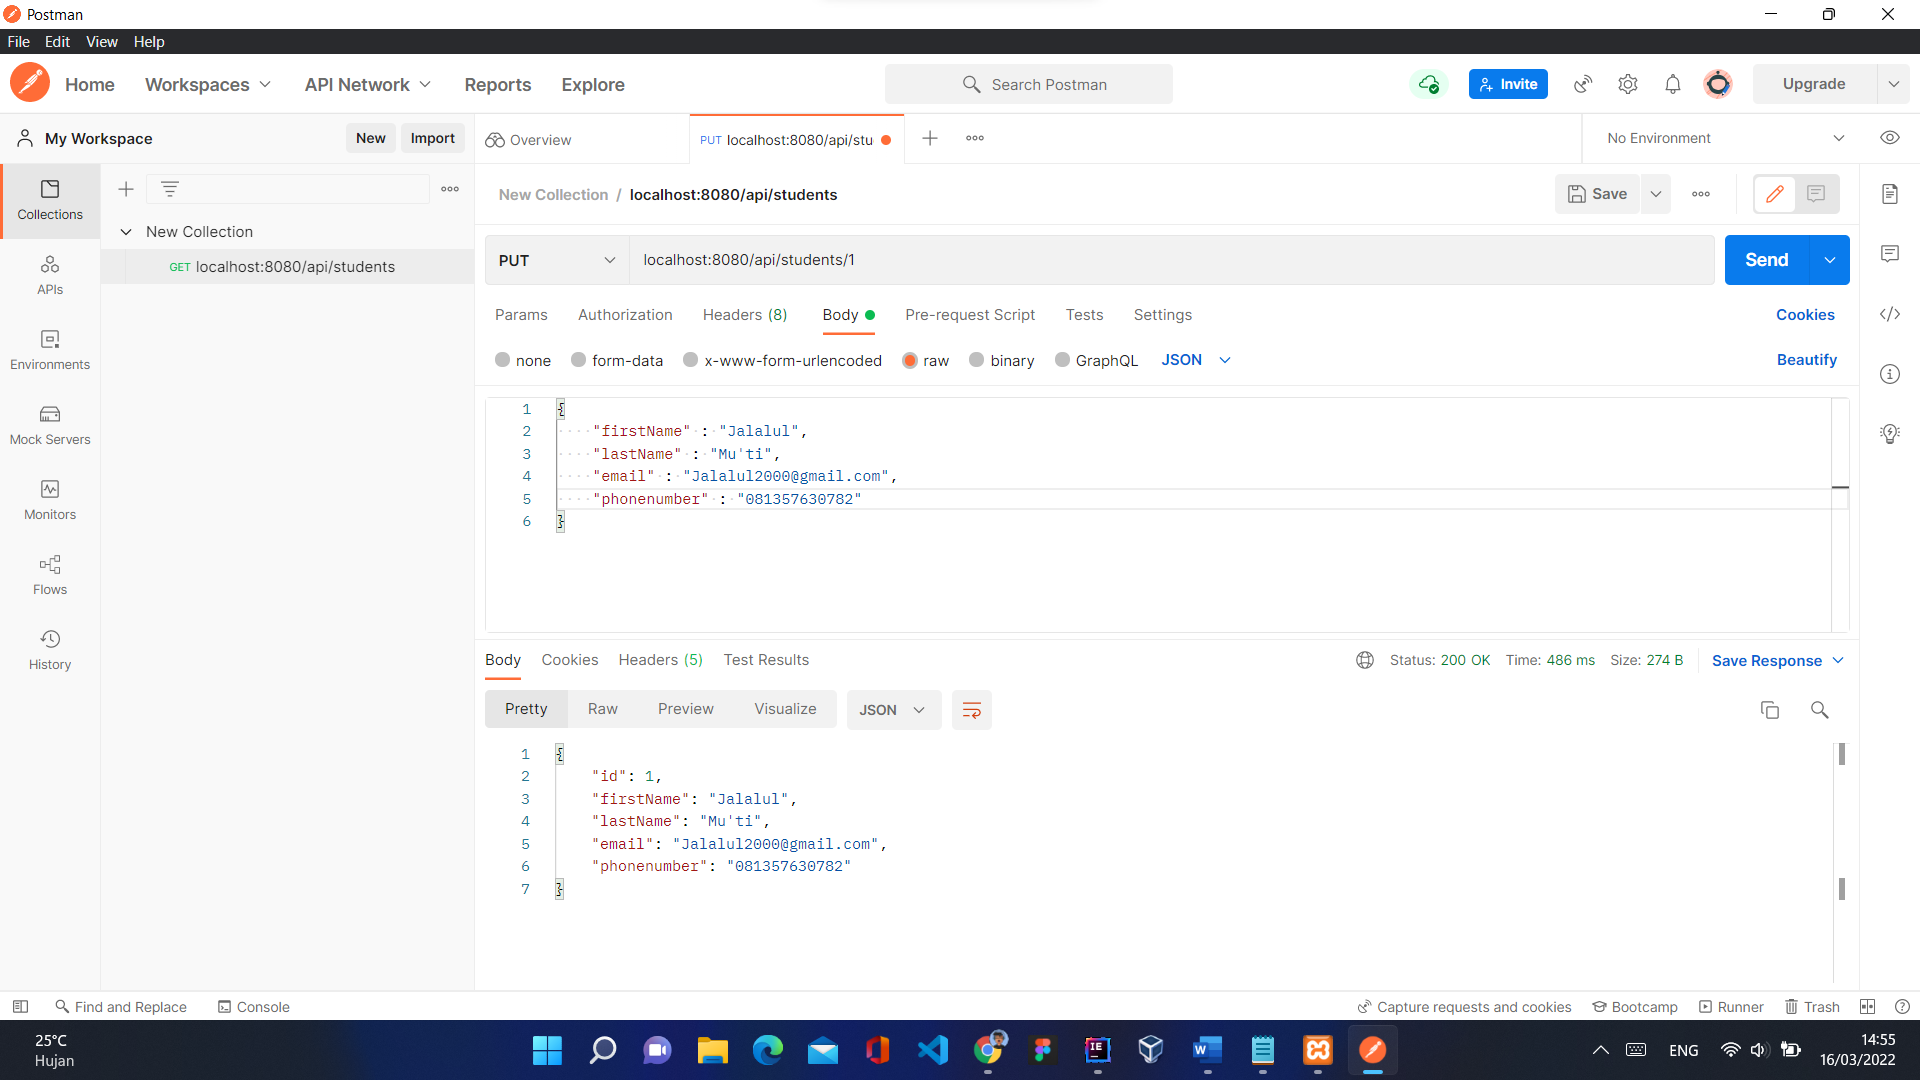 Postman
File Edit View Help
Home Workspaces API Network Reports Explore Search Postman Invite Upgrade
My Workspace New Import Overview PUT localhost:8080/api/stu No Environment
Collections
New Collection / localhost:8080/api/students Save
New Collection
GET localhost:8080/api/students
PUT localhost:8080/api/students/1 Send
APIs
Environments
Mock Servers
Monitors
Flows
History
Params Authorization Headers (8) Body Pre-request Script Tests Settings Cookies
none form-data x-www-form-urlencoded raw binary GraphQL JSON Beautify
1 {
2 "firstName" : "Jalalul",
3 "lastName" : "Mu'ti",
4 "email" : "Jalalul2000@gmail.com",
5 "phonenumber" : "081357630782"
6 }
Body Cookies Headers (5) Test Results Status: 200 OK Time: 486 ms Size: 274 B Save Response
Pretty Raw Preview Visualize JSON
1 {
2 "id": 1,
3 "firstName": "Jalalul",
4 "lastName": "Mu'ti",
5 "email": "Jalalul2000@gmail.com",
6 "phonenumber": "081357630782"
7 }
Find and Replace Console Capture requests and cookies Bootcamp Runner Trash
25°C
Hujan
IE
W
ENG
14:55
16/03/2022